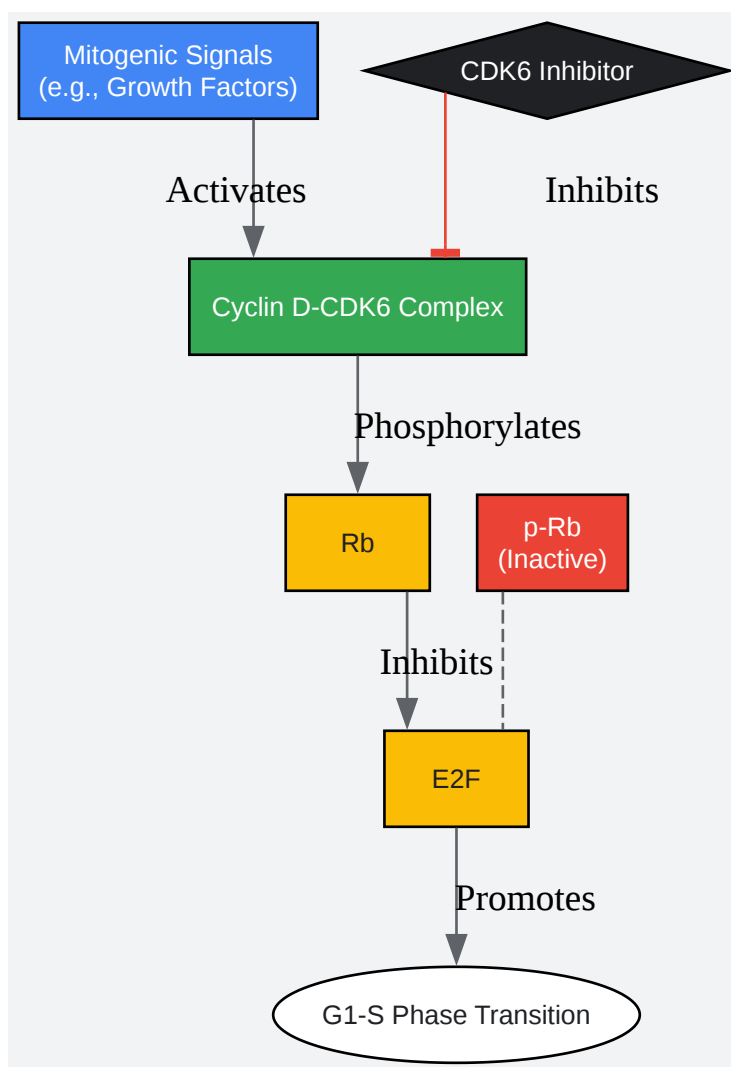 Mitogenic Signals
(e.g., Growth Factors)
CDK6 Inhibitor
Activates
Inhibits
Cyclin D-CDK6 Complex
Phosphorylates
Rb
p-Rb
(Inactive)
Inhibits
E2F
Promotes
G1-S Phase Transition